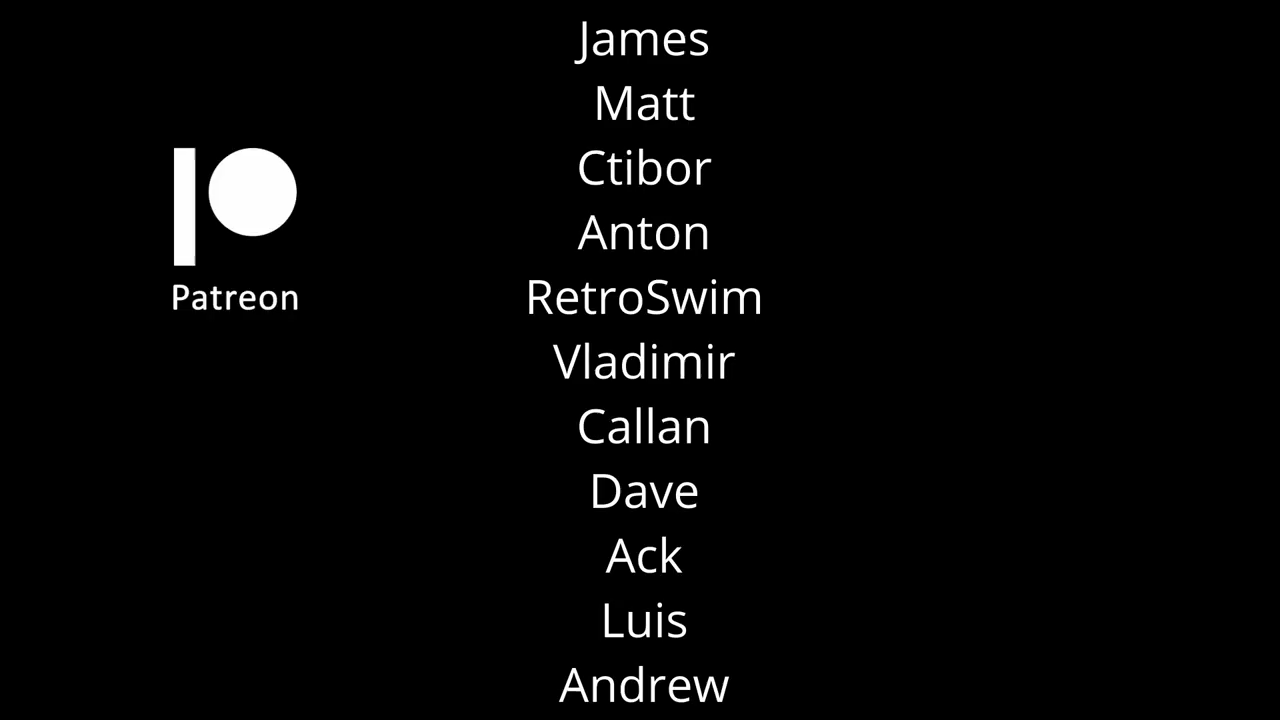 James
Matt
Ctibor
Anton
RetroSwim
Vladimir
Callan
Dave
Ack
Luis
Andrew
Patreon